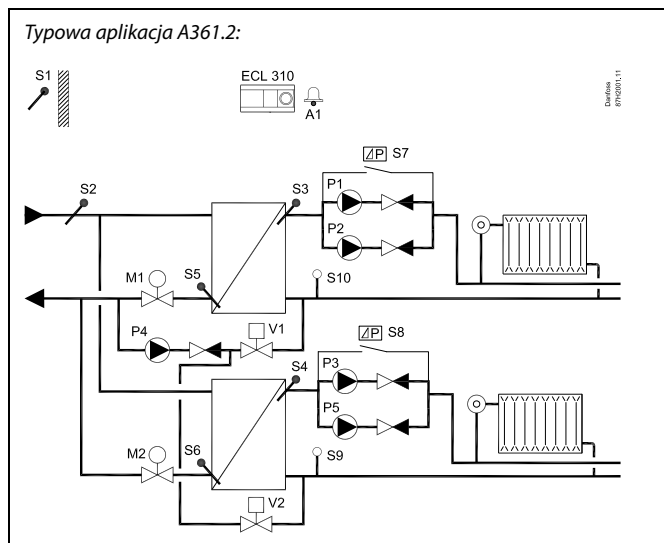 Typowa aplikacja A361.2:
S1
ECL 310
A1
Danfoss
87H2001.11
⊿P S7
S2
S3
P1
P2
M1
S5
S10
P4
V1
⊿P S8
S4
P3
P5
M2
S6
S9
V2